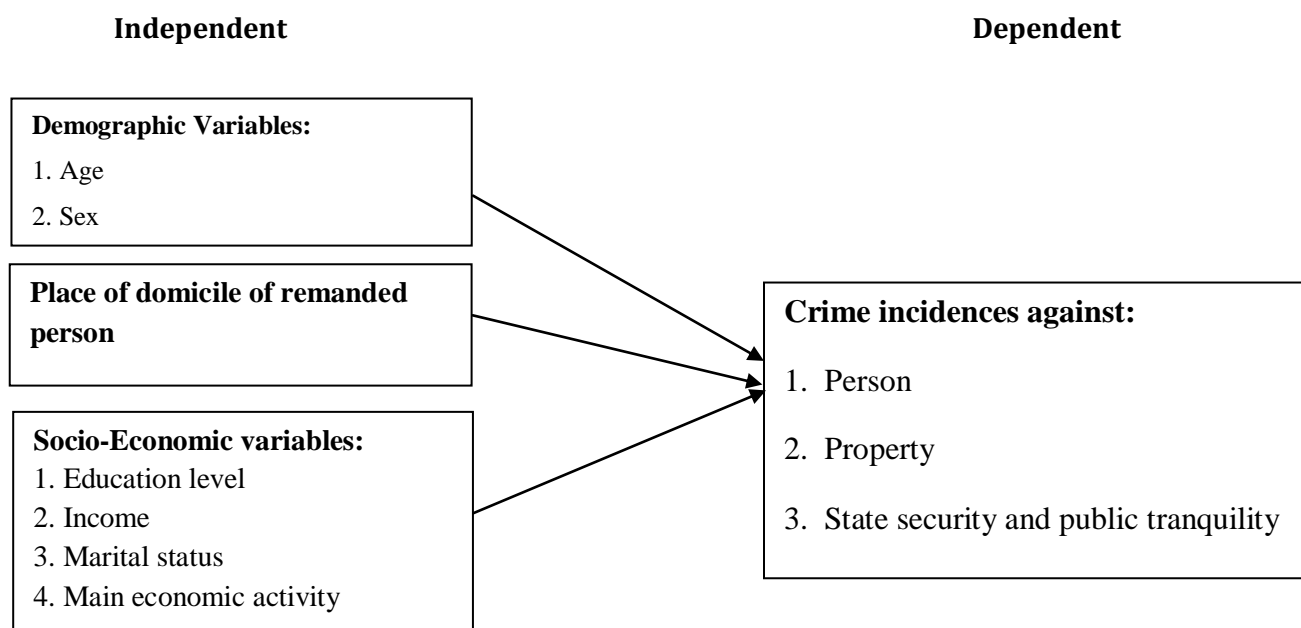 Independent
Dependent
Demographic Variables:
1. Age
2. Sex
Place of domicile of remanded
person
Socio-Economic variables:
1. Education level
2. Income
3. Marital status
4. Main economic activity
Crime incidences against:
1. Person
2. Property
3. State security and public tranquility